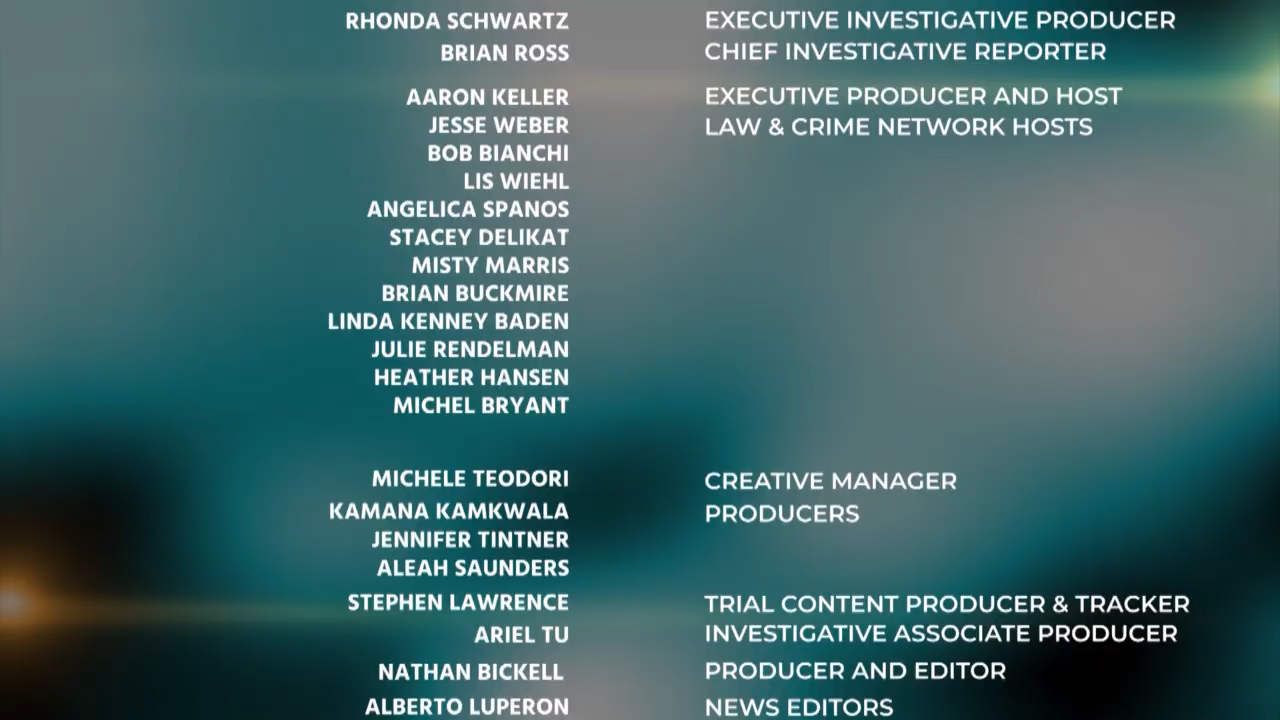 RHONDA SCHWARTZ EXECUTIVE INVESTIGATIVE PRODUCER
BRIAN ROSS CHIEF INVESTIGATIVE REPORTER
AARON KELLER EXECUTIVE PRODUCER AND HOST
JESSE WEBER LAW & CRIME NETWORK HOSTS
BOB BIANCHI
LIS WIEHL
ANGELICA SPANOS
STACEY DELIKAT
MISTY MARRIS
BRIAN BUCKMIRE
LINDA KENNEY BADEN
JULIE RENDELMAN
HEATHER HANSEN
MICHEL BRYANT
MICHELE TEODORI CREATIVE MANAGER
KAMANA KAMKWALA PRODUCERS
JENNIFER TINTNER
ALEAH SAUNDERS
STEPHEN LAWRENCE TRIAL CONTENT PRODUCER & TRACKER
ARIEL TU INVESTIGATIVE ASSOCIATE PRODUCER
NATHAN BICKELL PRODUCER AND EDITOR
ALBERTO LUPERON NEWS EDITORS